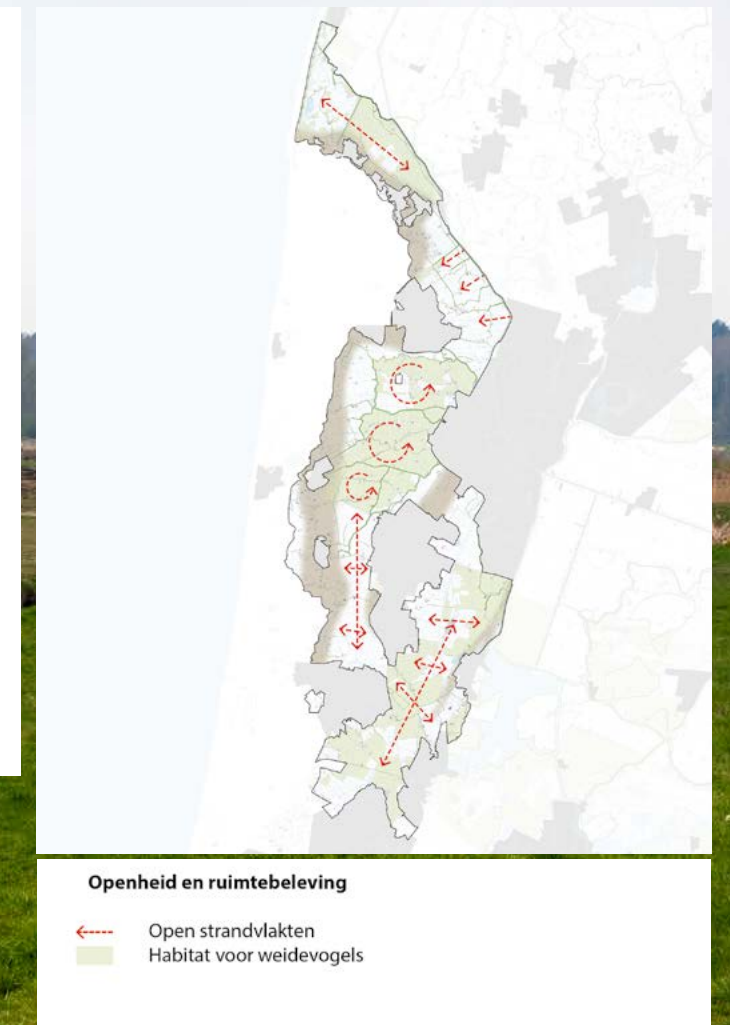 Openheid en ruimtebeleving
Open strandvlakten
Habitat voor weidevogels